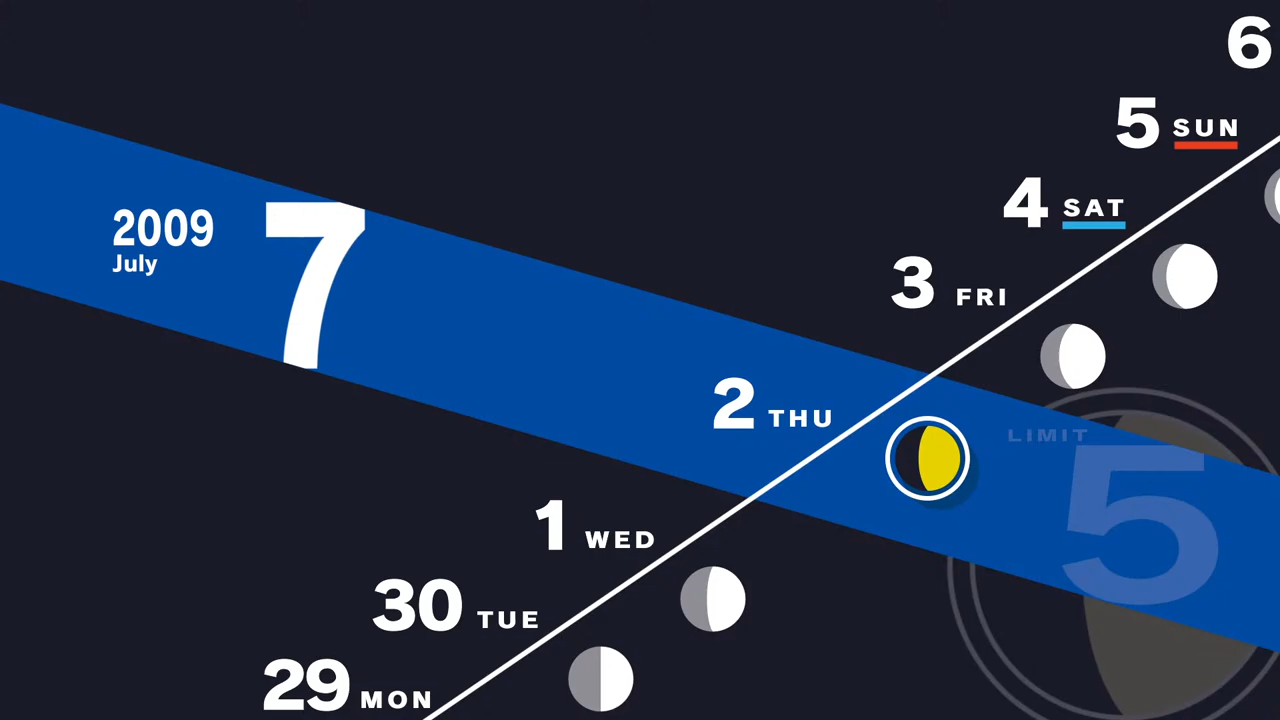 6
5 SUN
4 SAT
2009
July
7
3 FRI
2 THU
LIMIT
5
1 WED
30 TUE
29 MON